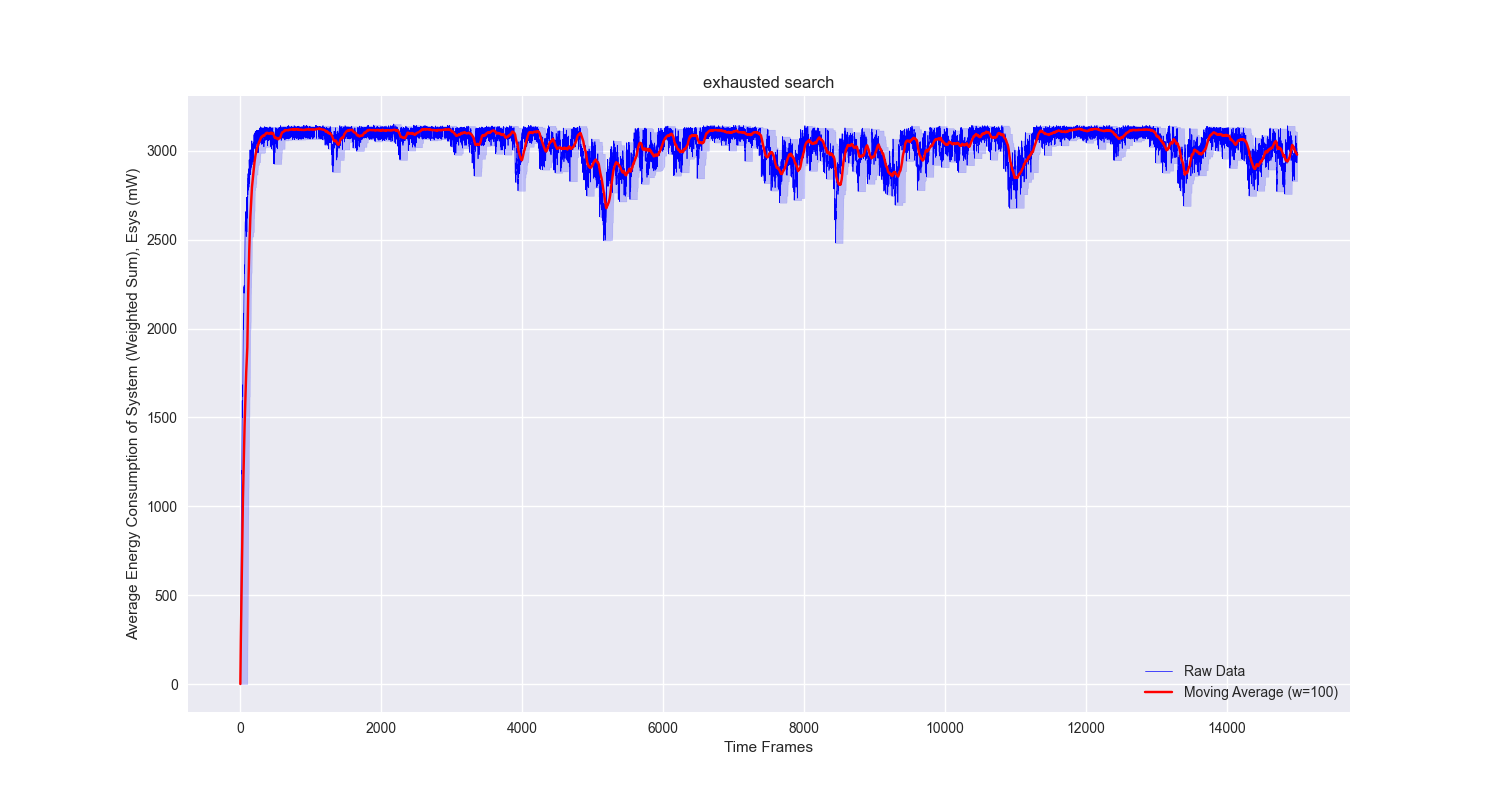 exhausted search
Average Energy Consumption of System (Weighted Sum), Esys (mW)
3000
2500
2000
1500
1000
500
0
0 2000 4000 6000 8000 10000 12000 14000
Time Frames
Raw Data
Moving Average (w=100)